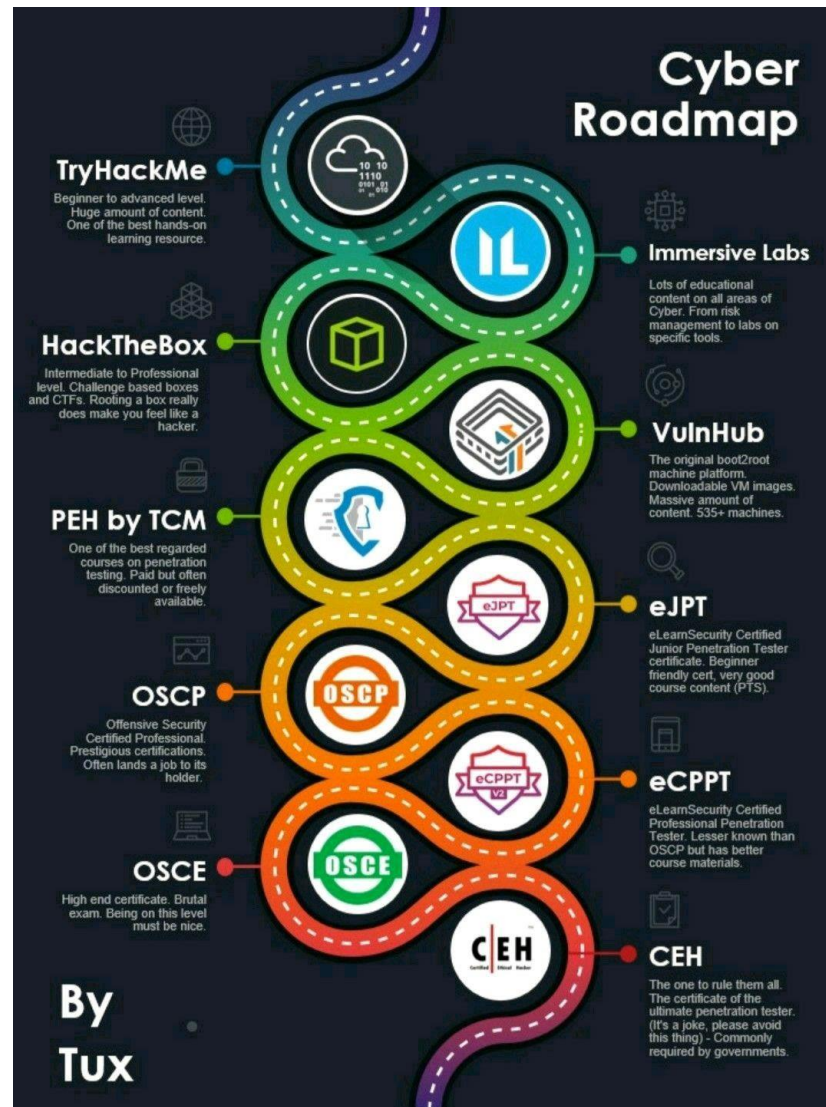 Cyber
Roadmap
TryHackMe
Beginner to advanced level.
Huge amount of content.
One of the best hands-on
learning resource.
10 10
1110
0101 01
01 010
01
IL
Immersive Labs
Lots of educational
content on all areas of
Cyber. From risk
management to labs on
specific tools.
HackTheBox
Intermediate to Professional
level. Challenge based boxes
and CTFs. Rooting a box really
does make you feel like a
hacker.
VulnHub
The original boot2root
machine platform.
Downloadable VM images.
Massive amount of
content. 535+ machines.
PEH by TCM
One of the best regarded
courses on penetration
testing. Paid but often
discounted or freely
available.
eJPT
eJPT
eLearnSecurity Certified
Junior Penetration Tester
certificate. Beginner
friendly cert, very good
course content (PTS).
OSCP
OSCP
Offensive Security
Certified Professional.
Prestigious certifications.
Often lands a job to its
holder.
eCPPT
V2
eCPPT
eLearnSecurity Certified
Professional Penetration
Tester. Lesser known than
OSCP but has better
course materials.
OSCE
OSCE
High end certificate. Brutal
exam. Being on this level
must be nice.
C|EH
Certified Ethical Hacker
CEH
The one to rule them all.
The certificate of the
ultimate penetration tester.
(It's a joke, please avoid
this thing) - Commonly
required by governments.
By
Tux